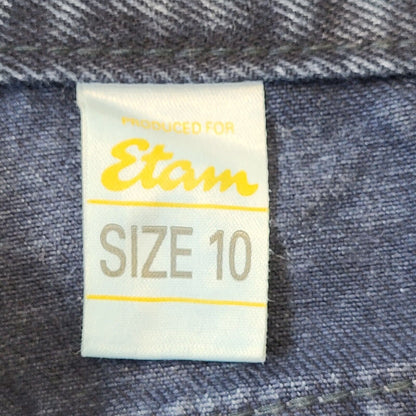 PRODUCED FOR
Etam
SIZE 10